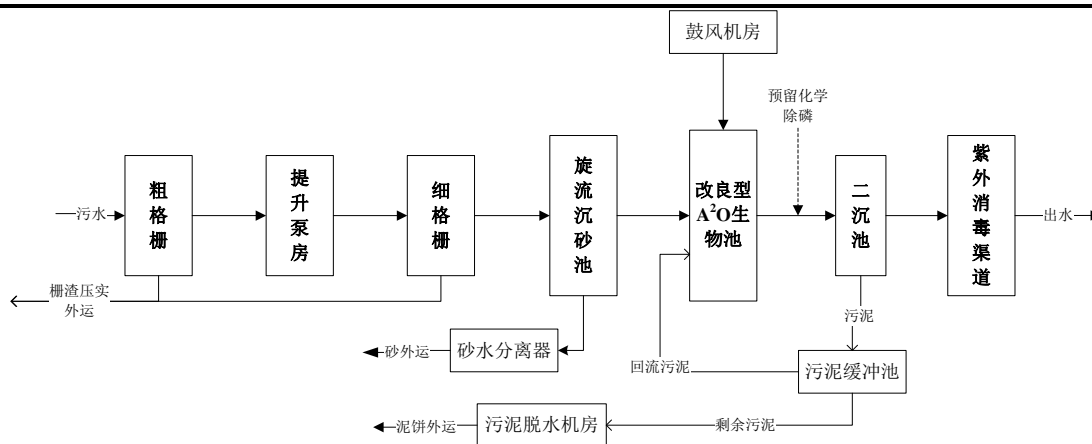 鼓风机房
预留化学
除磷
污水
粗格栅
提升泵房
细格栅
旋流沉砂池
改良型
A²O生
物池
二沉池
紫外消毒渠道
出水
栅渣压实
外运
污泥
砂外运
砂水分离器
回流污泥
污泥缓冲池
泥饼外运
污泥脱水机房
剩余污泥